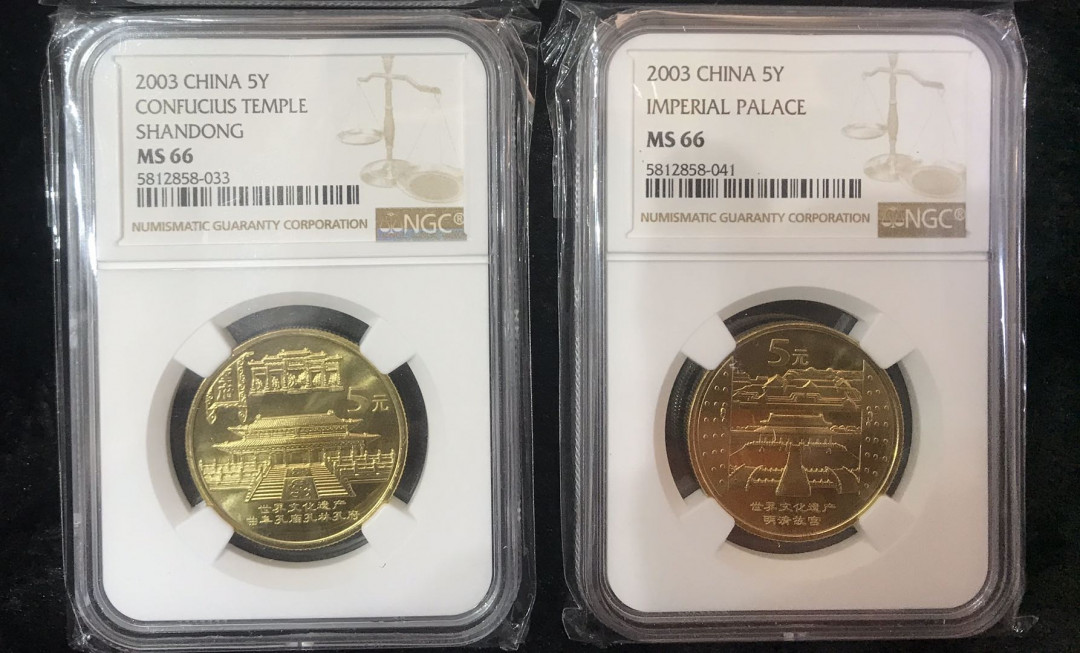 2003 CHINA 5Y
CONFUCIUS TEMPLE
SHANDONG
MS 66
5812858-033
NUMISMATIC GUARANTY CORPORATION
NGC®
5元
世界文化遗产
曲阜孔庙孔林孔府
2003 CHINA 5Y
IMPERIAL PALACE
MS 66
5812858-041
NUMISMATIC GUARANTY CORPORATION
NGC®
5元
世界文化遗产
明清故宫